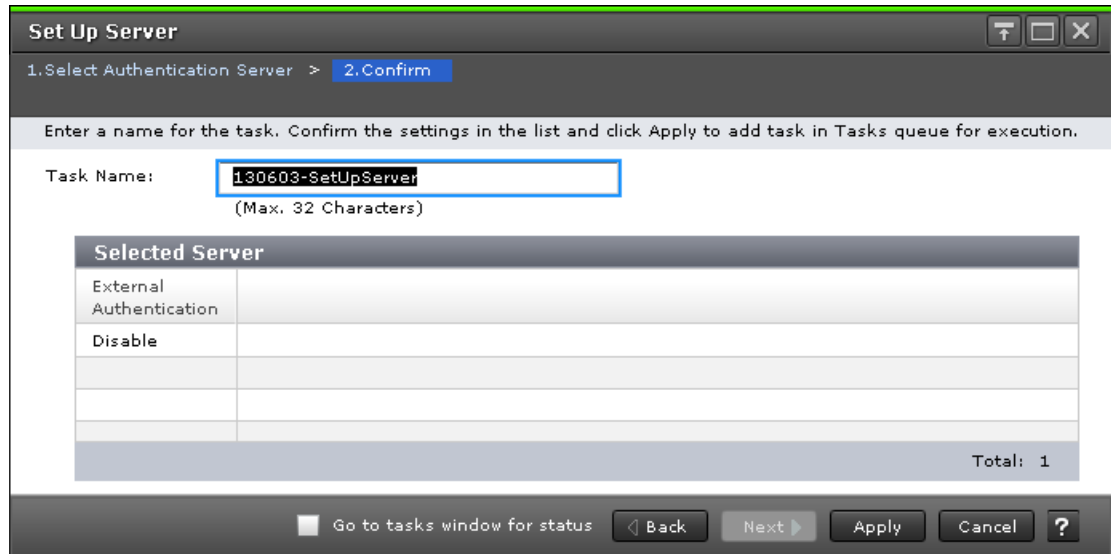 Set Up Server
1.Select Authentication Server > 2.Confirm
Enter a name for the task. Confirm the settings in the list and click Apply to add task in Tasks queue for execution.
Task Name: 130603-SetUpServer
(Max. 32 Characters)
Selected Server
External
Authentication
Disable
Total: 1
Go to tasks window for status Back Next Apply Cancel ?